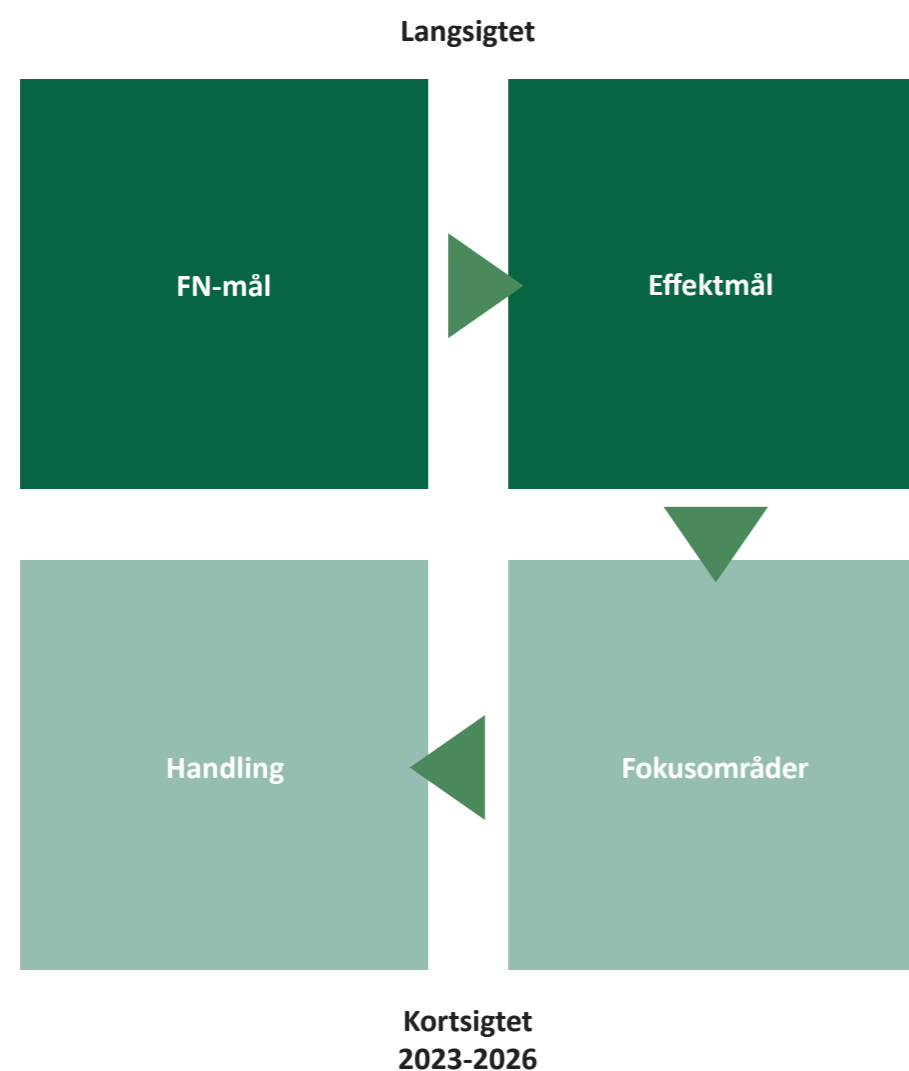 Langsigtet
FN-mål
Effektmål
Handling
Fokusområder
Kortsigtet
2023-2026